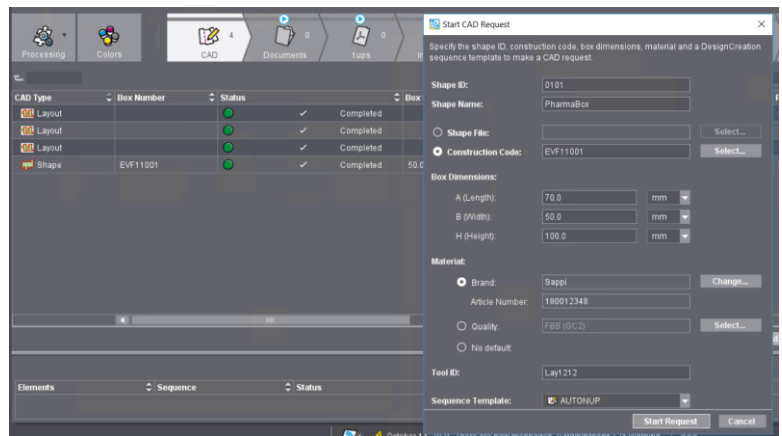 Processing
Colors
CAD
4
Documents
0
1ups
0
CAD Type
Box Number
Status
Box
Layout
Completed
Layout
Completed
Layout
Completed
Shape
EVF11001
Completed
50.0
Elements
Sequence
Status
Start CAD Request
Specify the shape ID, construction code, box dimensions, material and a DesignCreation
sequence template to make a CAD request.
Shape ID: 0101
Shape Name: PharmaBox
Shape File: Select...
Construction Code: EVF11001 Select...
Box Dimensions:
A (Length): 70.0 mm
B (Width): 50.0 mm
H (Height): 100.0 mm
Material:
Brand: Sappi Change...
Article Number: 180012348
Quality: FBB (GC2) Select...
No default
Tool ID: Lay1212
Sequence Template: AUTONUP
Start Request Cancel